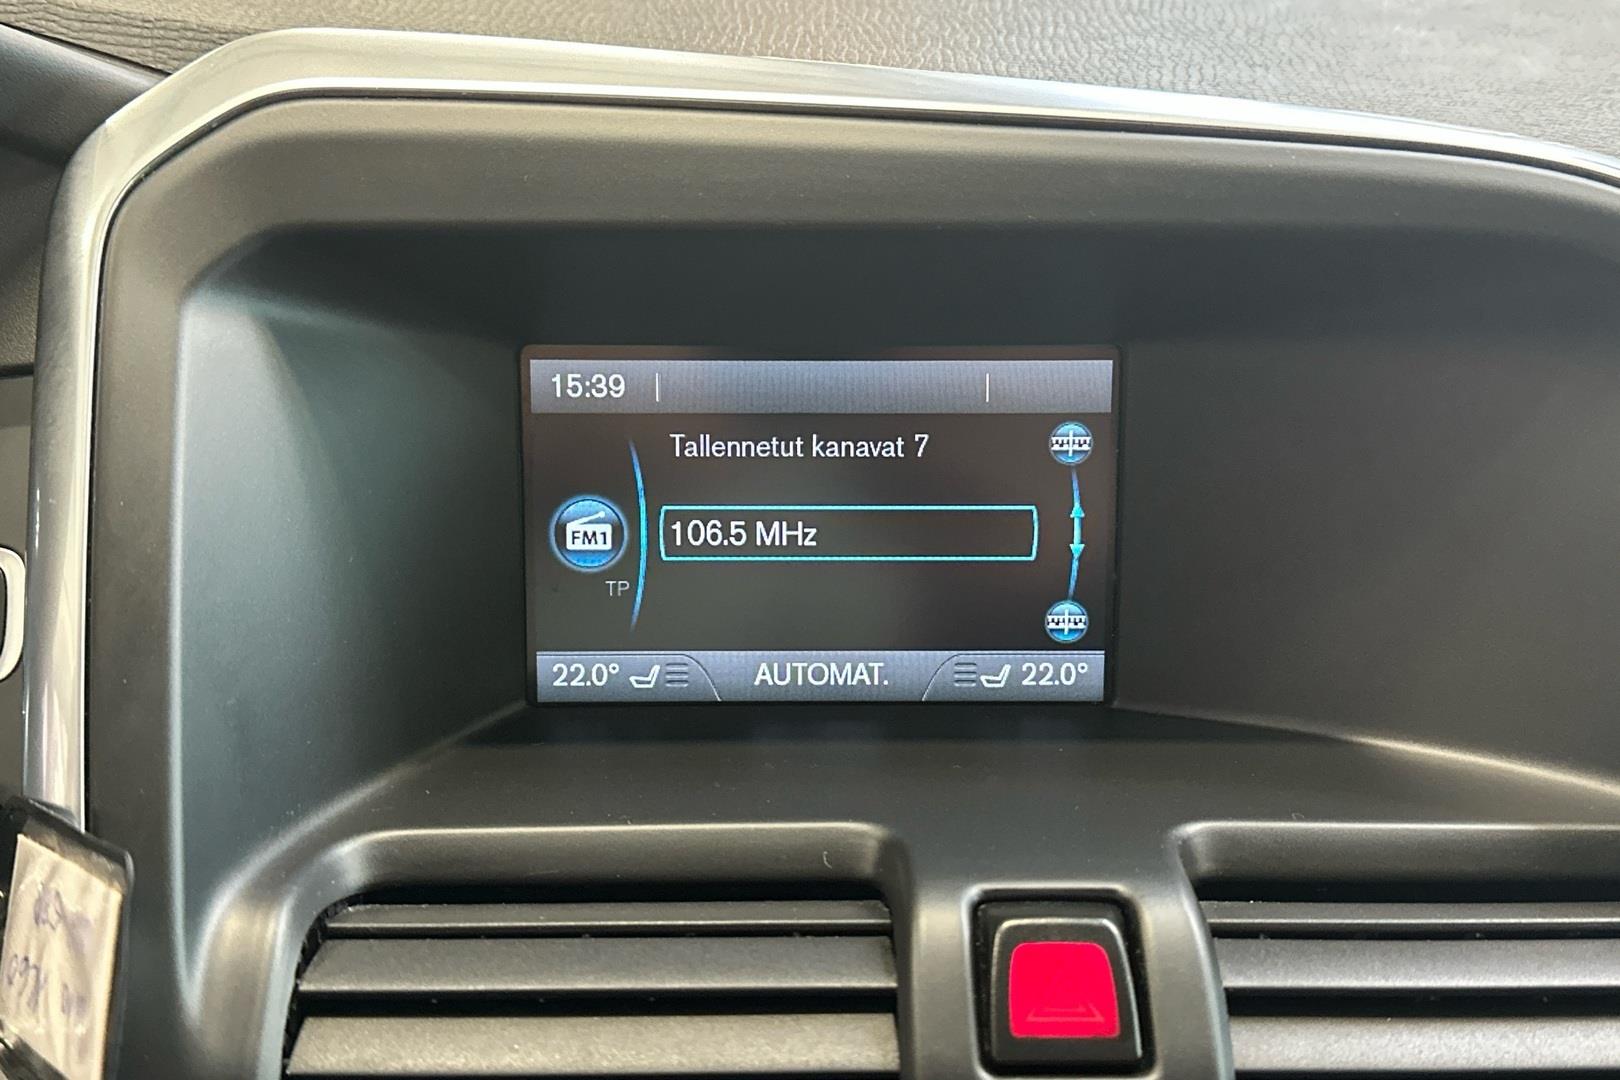 15:39
Tallennetut kanavat 7
FM1
106.5 MHz
TP
22.0° AUTOMAT. 22.0°